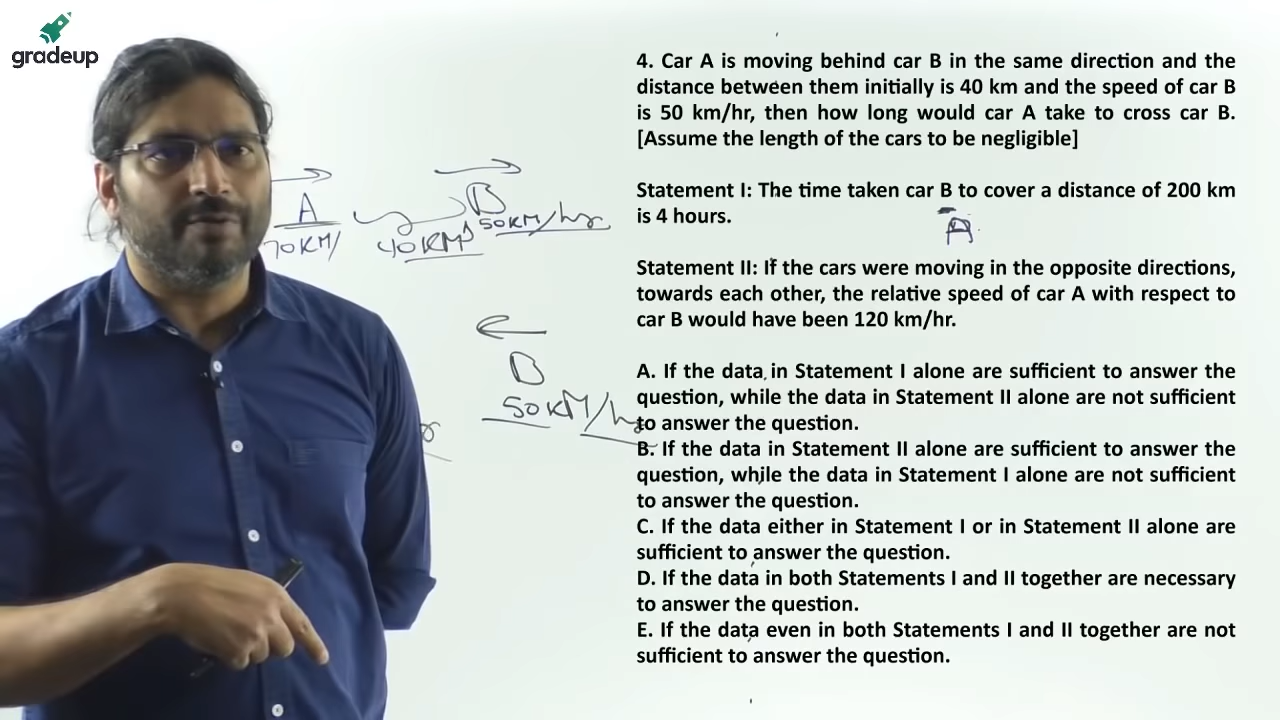 gradeup
4. Car A is moving behind car B in the same direction and the
distance between them initially is 40 km and the speed of car B
is 50 km/hr, then how long would car A take to cross car B.
[Assume the length of the cars to be negligible]
Statement I: The time taken car B to cover a distance of 200 km
is 4 hours.
A
Statement II: If the cars were moving in the opposite directions,
towards each other, the relative speed of car A with respect to
car B would have been 120 km/hr.
A. If the data in Statement I alone are sufficient to answer the
question, while the data in Statement II alone are not sufficient
to answer the question.
B. If the data in Statement II alone are sufficient to answer the
question, while the data in Statement I alone are not sufficient
to answer the question.
C. If the data either in Statement I or in Statement II alone are
sufficient to answer the question.
D. If the data in both Statements I and II together are necessary
to answer the question.
E. If the data even in both Statements I and II together are not
sufficient to answer the question.
A B
70KM/ 40KM 50KM/hr
B
50KM/hr